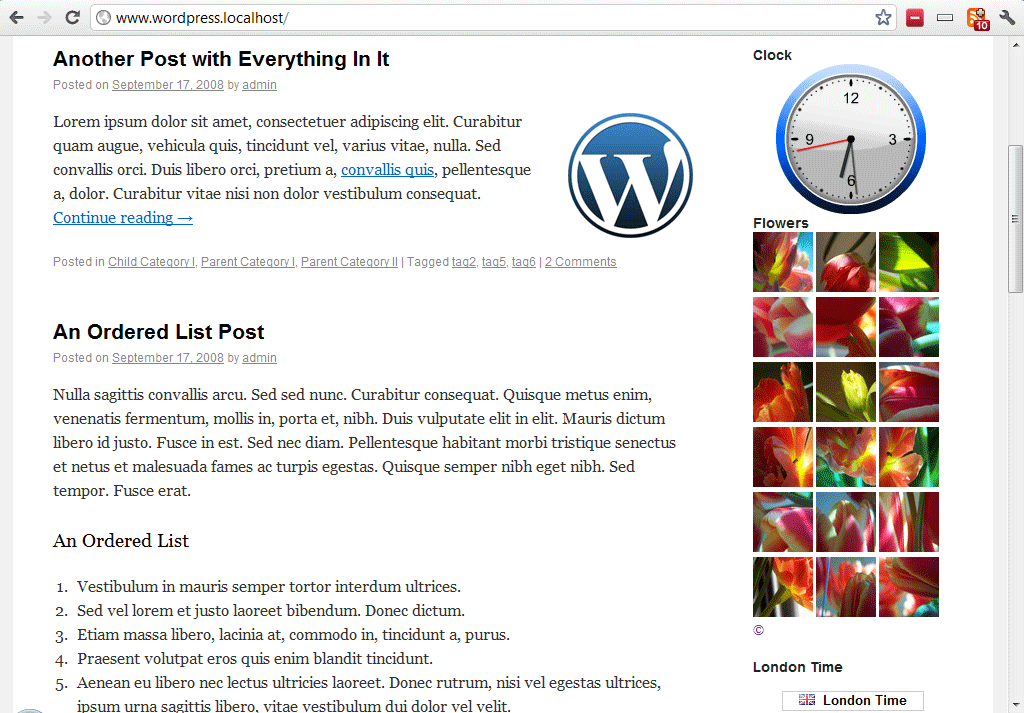 www.wordpress.localhost/
10
Another Post with Everything In It
Posted on September 17, 2008 by admin
Lorem ipsum dolor sit amet, consectetuer adipiscing elit. Curabitur
quam augue, vehicula quis, tincidunt vel, varius vitae, nulla. Sed
convallis orci. Duis libero orci, pretium a, convallis quis, pellentesque
a, dolor. Curabitur vitae nisi non dolor vestibulum consequat.
Continue reading →
W
Posted in Child Category I, Parent Category I, Parent Category II | Tagged tag2, tag5, tag6 | 2 Comments
An Ordered List Post
Posted on September 17, 2008 by admin
Nulla sagittis convallis arcu. Sed sed nunc. Curabitur consequat. Quisque metus enim,
venenatis fermentum, mollis in, porta et, nibh. Duis vulputate elit in elit. Mauris dictum
libero id justo. Fusce in est. Sed nec diam. Pellentesque habitant morbi tristique senectus
et netus et malesuada fames ac turpis egestas. Quisque semper nibh eget nibh. Sed
tempor. Fusce erat.
An Ordered List
1. Vestibulum in mauris semper tortor interdum ultrices.
2. Sed vel lorem et justo laoreet bibendum. Donec dictum.
3. Etiam massa libero, lacinia at, commodo in, tincidunt a, purus.
4. Praesent volutpat eros quis enim blandit tincidunt.
5. Aenean eu libero nec lectus ultricies laoreet. Donec rutrum, nisi vel egestas ultrices,
ipsum urna sagittis libero, vitae vestibulum dui dolor vel velit.
Clock
12
9 3
6
Flowers
©
London Time
London Time